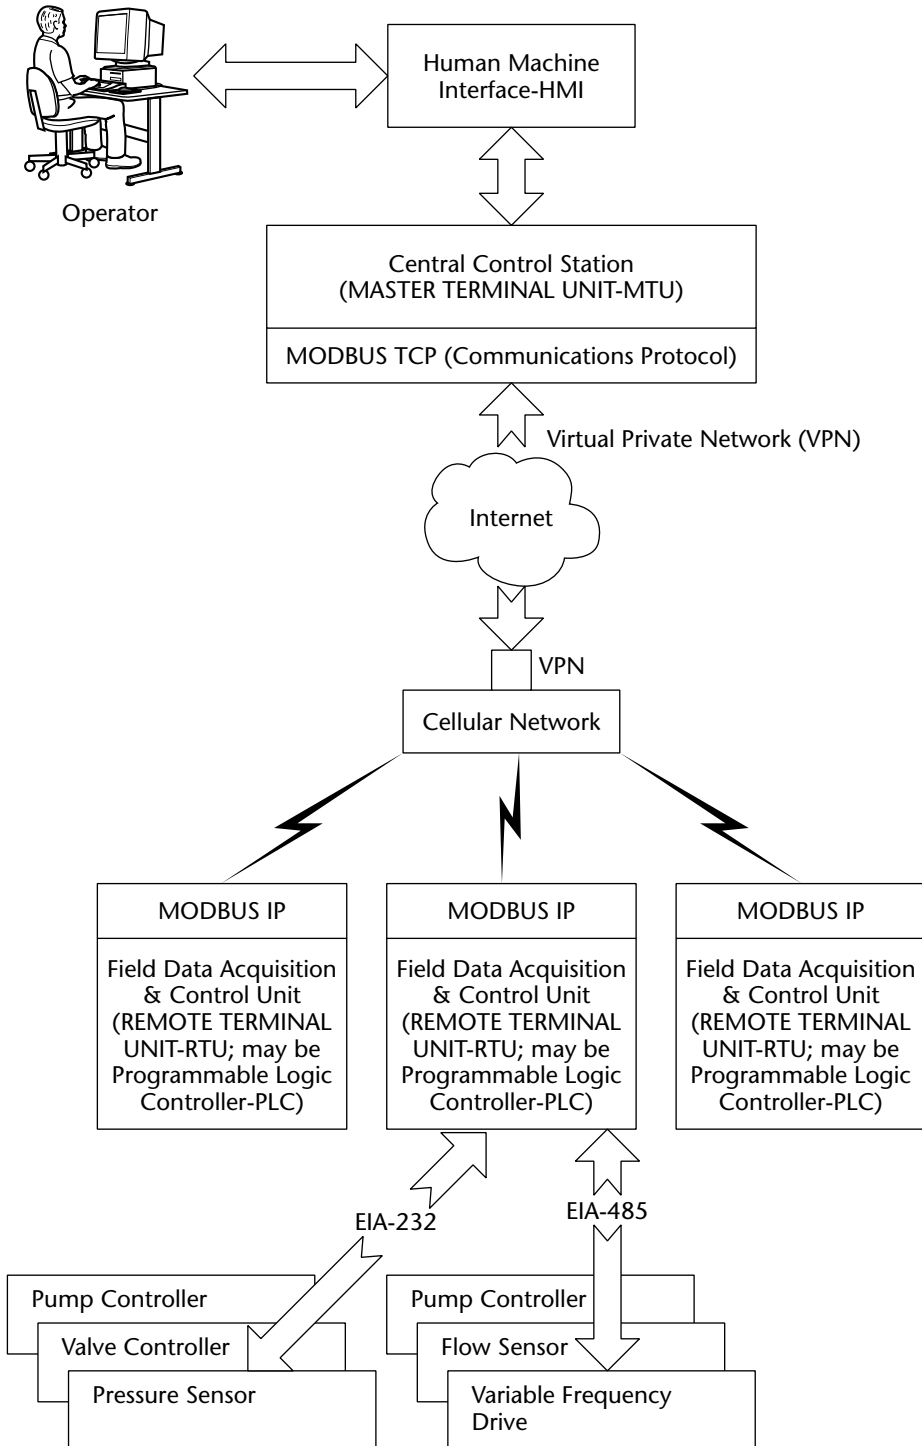 Human Machine
Interface-HMI
Operator
Central Control Station
(MASTER TERMINAL UNIT-MTU)
MODBUS TCP (Communications Protocol)
Virtual Private Network (VPN)
Internet
VPN
Cellular Network
MODBUS IP
Field Data Acquisition
& Control Unit
(REMOTE TERMINAL
UNIT-RTU; may be
Programmable Logic
Controller-PLC)
MODBUS IP
Field Data Acquisition
& Control Unit
(REMOTE TERMINAL
UNIT-RTU; may be
Programmable Logic
Controller-PLC)
MODBUS IP
Field Data Acquisition
& Control Unit
(REMOTE TERMINAL
UNIT-RTU; may be
Programmable Logic
Controller-PLC)
EIA-232
EIA-485
Pump Controller
Valve Controller
Pressure Sensor
Pump Controller
Flow Sensor
Variable Frequency
Drive